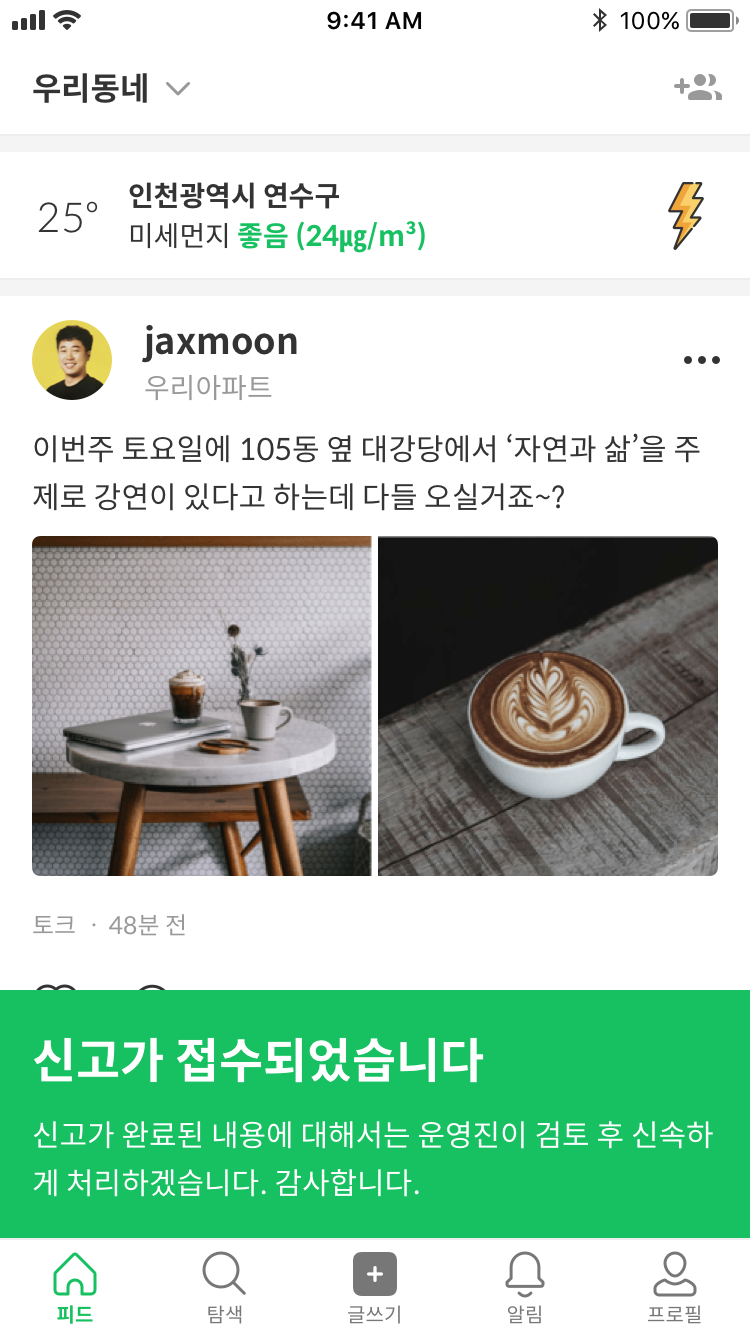 9:41 AM
100%
우리동네
25°
인천광역시 연수구
미세먼지 좋음 (24㎍/m³)
jaxmoon
우리아파트
이번주 토요일에 105동 옆 대강당에서 ‘자연과 삶’을 주
제로 강연이 있다고 하는데 다들 오실거죠~?
토크 · 48분 전
신고가 접수되었습니다
신고가 완료된 내용에 대해서는 운영진이 검토 후 신속하
게 처리하겠습니다. 감사합니다.
피드
탐색
글쓰기
알림
프로필